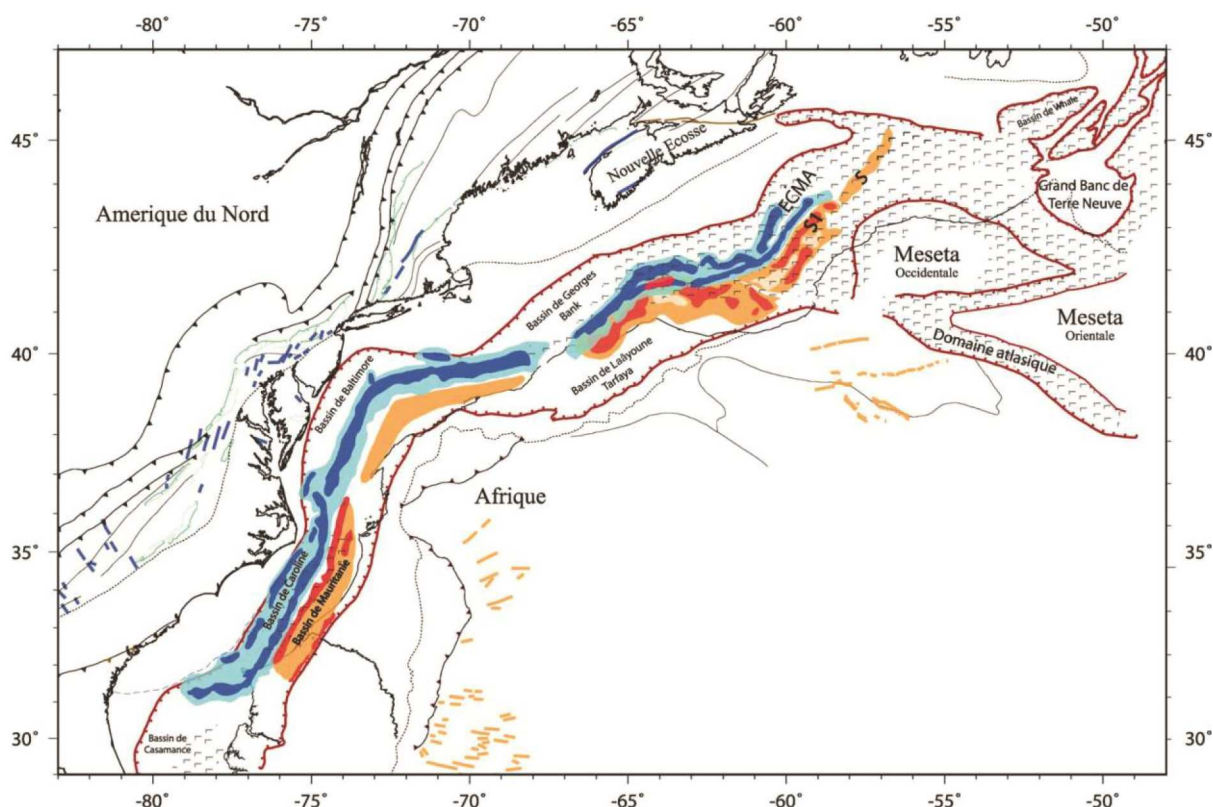 -80° -75° -70° -65° -60° -55° -50°
45° 45°
Bassin de Whale
Nouvelle Ecosse
Grand Banc de
Terre Neuve
ECMA
S
S1
Amerique du Nord
Meseta
Occidentale
Meseta
Orientale
Bassin de Georges
Bank
40° 40°
Domaine atlasique
Bassin de Baltimore
Bassin de Laâyoune
Tarfaya
Afrique
35° 35°
Bassin de Caroline
Bassin de Mauritanie
30° 30°
Bassin de
Casamance
-80° -75° -70° -65° -60° -55° -50°